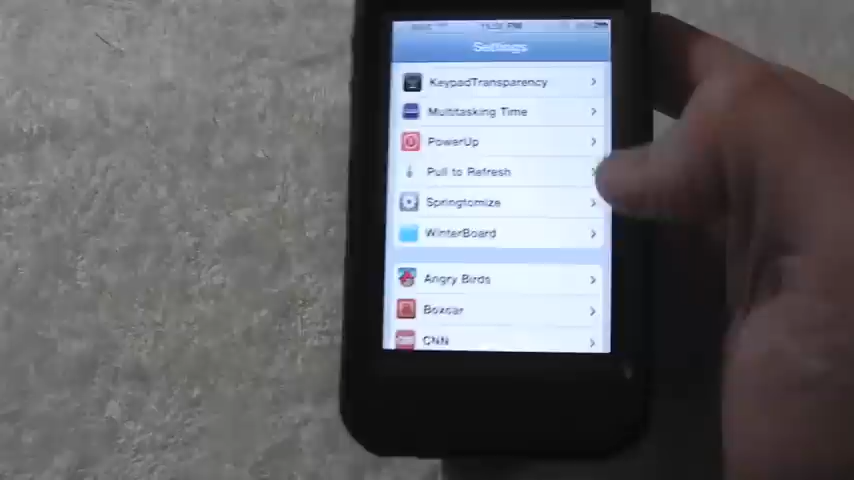 Settings
KeypadTransparency
Multitasking Time
PowerUp
Pull to Refresh
Springtomize
WinterBoard
Angry Birds
Boxcar
CNN